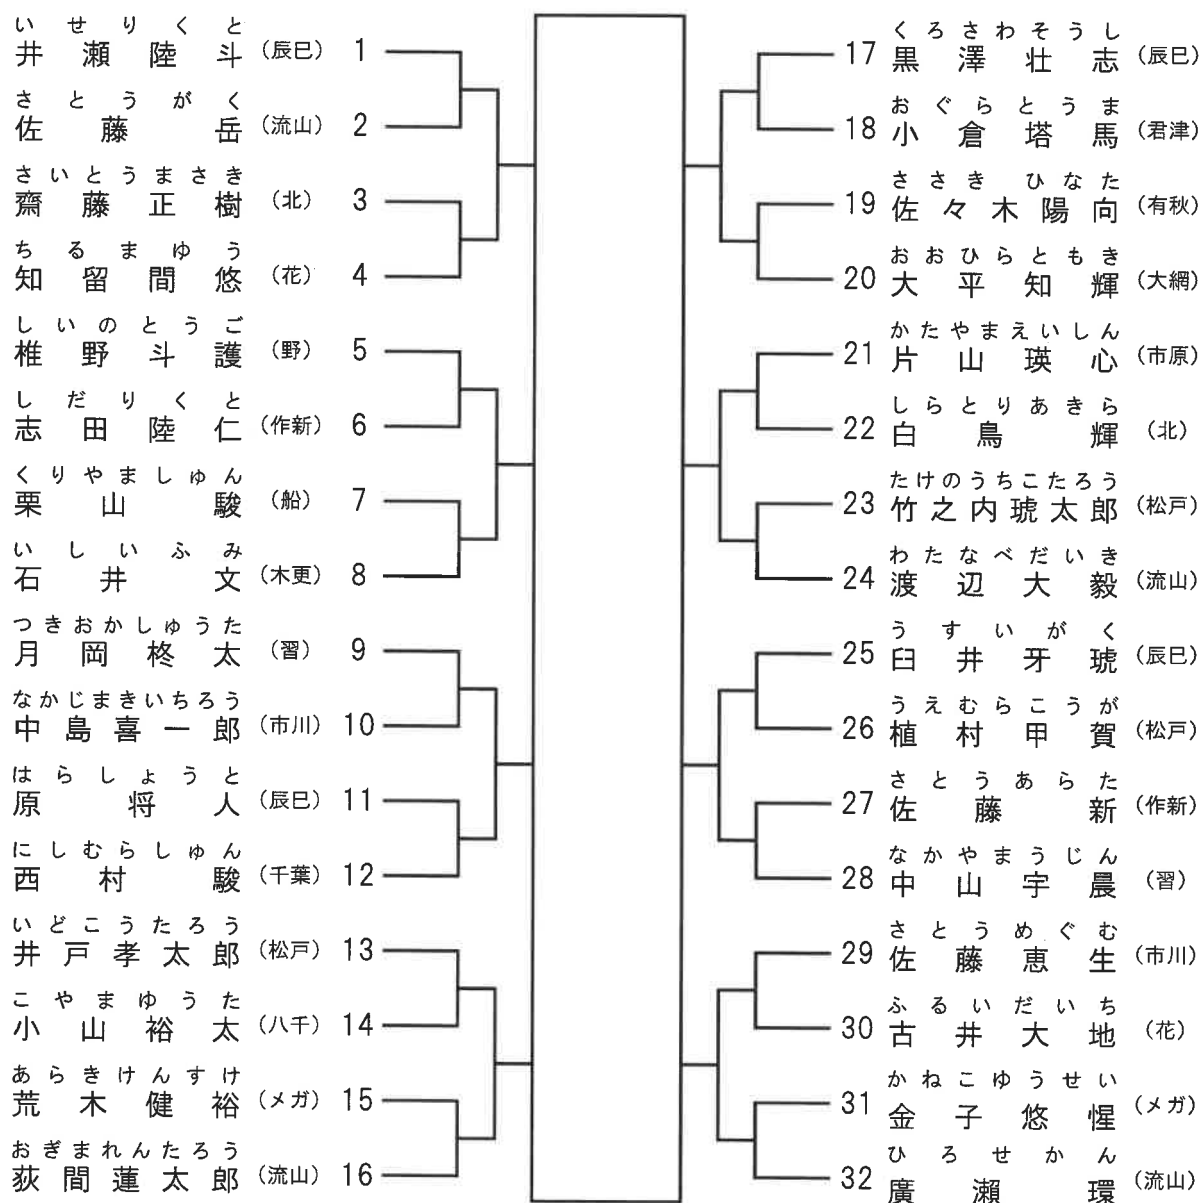 いせりくと
井瀬陸斗 (辰巳) 1
さとうがく
佐藤岳 (流山) 2
さいとうまさき
齋藤正樹 (北) 3
ちるまゆう
知留間悠 (花) 4
しいのとうご
椎野斗護 (野) 5
しだりくと
志田陸仁 (作新) 6
くりやましゅん
栗山駿 (船) 7
いしいふみ
石井文 (木更) 8
つきおかしゅうた
月岡柊太 (習) 9
なかじまきいちろう
中島喜一郎 (市川) 10
はらしょうと
原将人 (辰巳) 11
にしむらしゅん
西村駿 (千葉) 12
いどこうたろう
井戸孝太郎 (松戸) 13
こやまゆうた
小山裕太 (八千) 14
あらきけんすけ
荒木健裕 (メガ) 15
おぎまれんたろう
荻間蓮太郎 (流山) 16
くろさわそうし
17 黒澤壮志 (辰巳)
おぐらとうま
18 小倉塔馬 (君津)
ささき ひなた
19 佐々木陽向 (有秋)
おおひらともき
20 大平知輝 (大網)
かたやまえいしん
21 片山瑛心 (市原)
しらとりあきら
22 白鳥輝 (北)
たけのうちこたろう
23 竹之内琥太郎 (松戸)
わたなべだいき
24 渡辺大毅 (流山)
うすいがく
25 臼井牙琥 (辰巳)
うえむらこうが
26 植村甲賀 (松戸)
さとうあらた
27 佐藤新 (作新)
なかやまうじん
28 中山宇晨 (習)
さとうめぐむ
29 佐藤恵生 (市川)
ふるいだいち
30 古井大地 (花)
かねこゆうせい
31 金子悠惺 (メガ)
ひろせかん
32 廣瀬環 (流山)